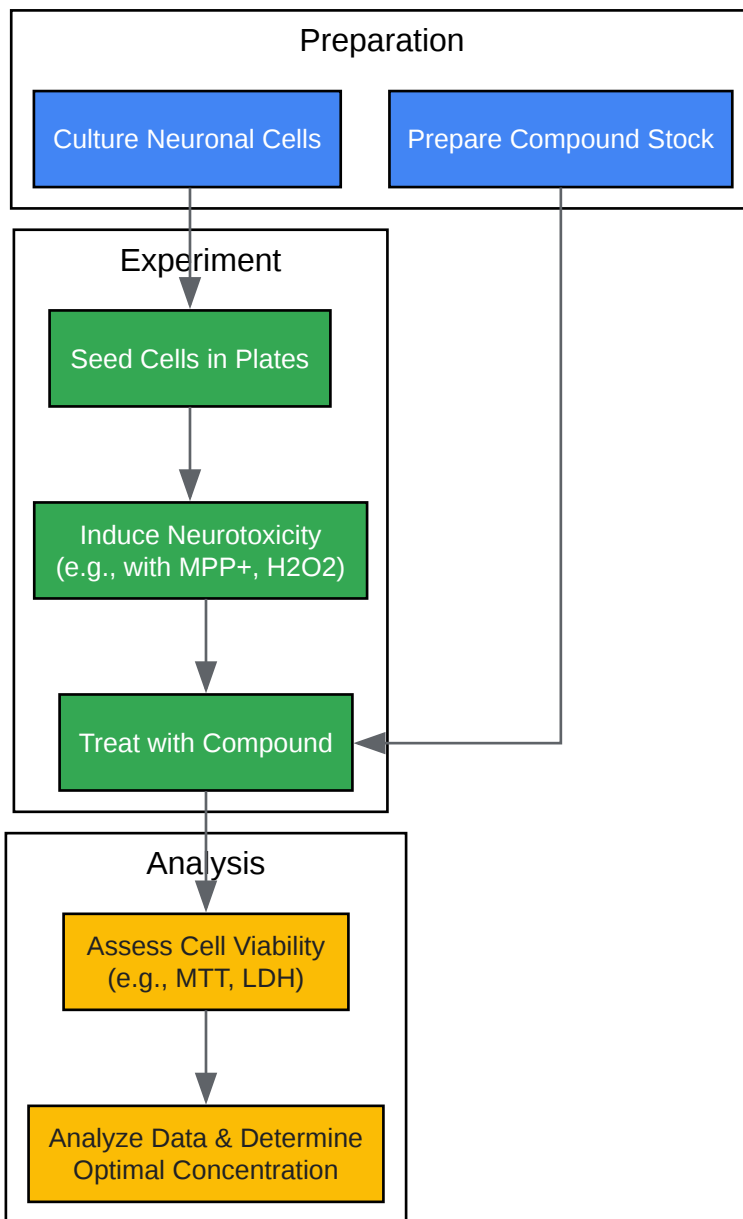 Preparation
Culture Neuronal Cells
Prepare Compound Stock
Experiment
Seed Cells in Plates
Induce Neurotoxicity
(e.g., with MPP+, H2O2)
Treat with Compound
Analysis
Assess Cell Viability
(e.g., MTT, LDH)
Analyze Data & Determine
Optimal Concentration